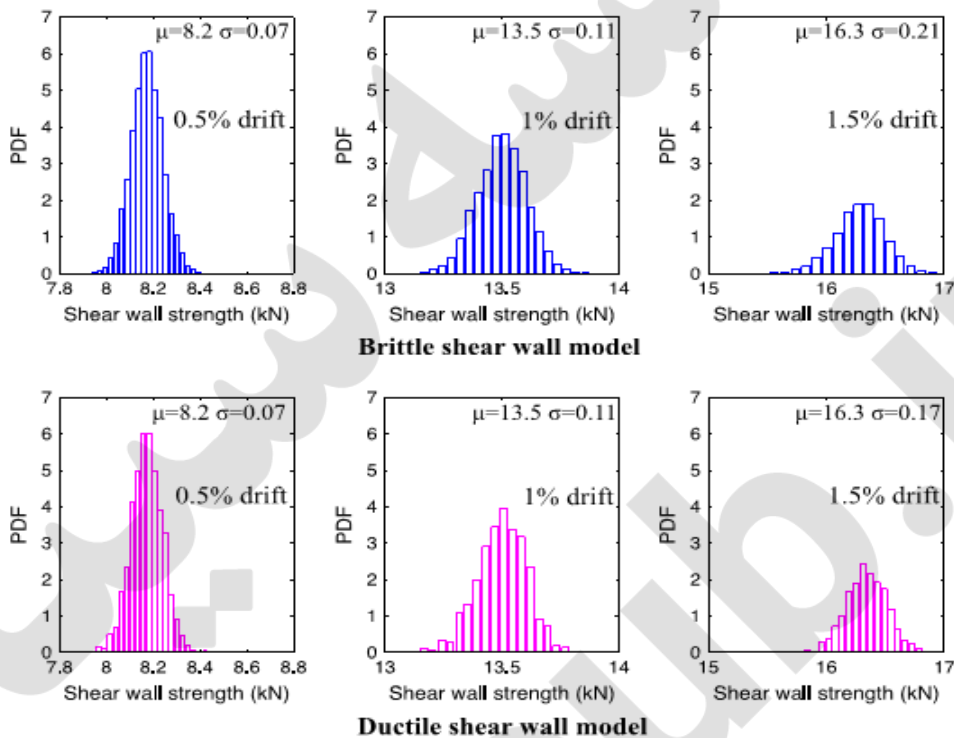 μ=8.2 σ=0.07
0.5% drift
PDF
7
6
5
4
3
2
1
0
7.8 8 8.2 8.4 8.6 8.8
Shear wall strength (kN)
μ=13.5 σ=0.11
1% drift
PDF
7
6
5
4
3
2
1
0
13 13.5 14
Shear wall strength (kN)
μ=16.3 σ=0.21
1.5% drift
PDF
7
6
5
4
3
2
1
0
15 16 17
Shear wall strength (kN)
Brittle shear wall model
μ=8.2 σ=0.07
0.5% drift
PDF
7
6
5
4
3
2
1
0
7.8 8 8.2 8.4 8.6 8.8
Shear wall strength (kN)
μ=13.5 σ=0.11
1% drift
PDF
7
6
5
4
3
2
1
0
13 13.5 14
Shear wall strength (kN)
μ=16.3 σ=0.17
1.5% drift
PDF
7
6
5
4
3
2
1
0
15 16 17
Shear wall strength (kN)
Ductile shear wall model